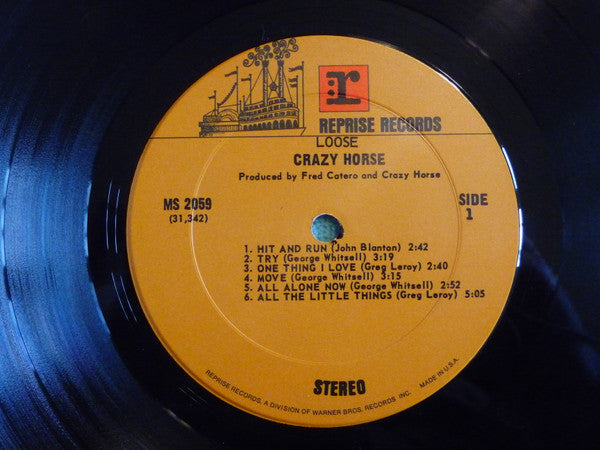 r
REPRISE RECORDS
LOOSE
CRAZY HORSE
Produced by Fred Catero and Crazy Horse
MS 2059
(31,342)
SIDE
1
1. HIT AND RUN (John Blanton) 2:42
2. TRY (George Whitsell) 3:19
3. ONE THING I LOVE (Greg Leroy) 2:40
4. MOVE (George Whitsell) 3:15
5. ALL ALONE NOW (George Whitsell) 2:52
6. ALL THE LITTLE THINGS (Greg Leroy) 5:05
STEREO
REPRISE RECORDS, A DIVISION OF WARNER BROS. RECORDS INC. MADE IN U.S.A.